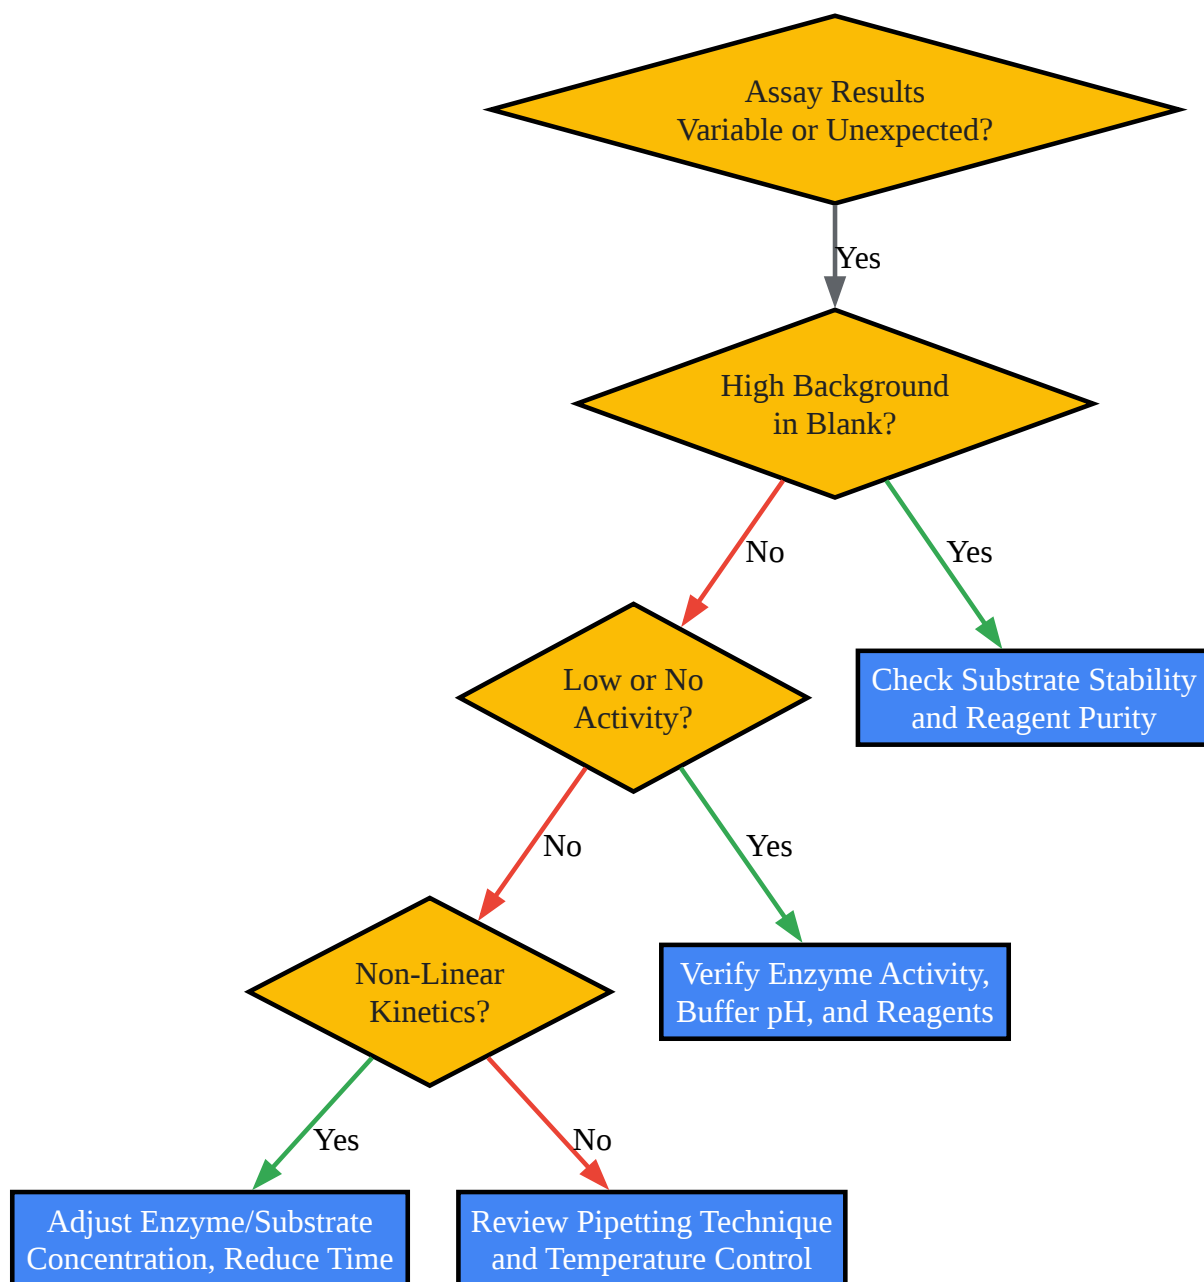 Assay Results
Variable or Unexpected?
Yes
High Background
in Blank?
No
Yes
Low or No
Activity?
Check Substrate Stability
and Reagent Purity
No
Yes
Non-Linear
Kinetics?
Verify Enzyme Activity,
Buffer pH, and Reagents
Yes
No
Adjust Enzyme/Substrate
Concentration, Reduce Time
Review Pipetting Technique
and Temperature Control